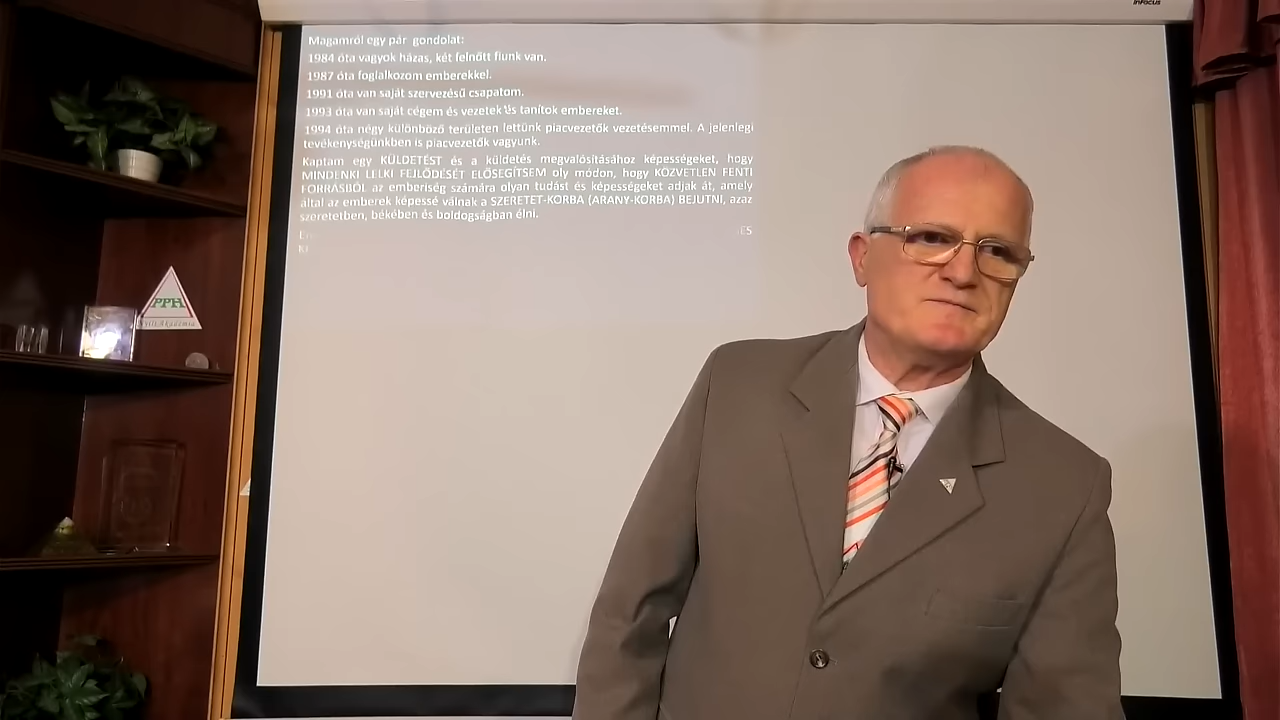 InFocus
Magamról egy pár gondolat:
1984 óta vagyok házas, két felnőtt fiunk van.
1987 óta foglalkozom emberekkel.
1991 óta van saját szervezésű csapatom.
1993 óta van saját cégem és vezetek és tanítok embereket.
1994 óta négy különböző területen lettünk piacvezetők vezetésemmel. A jelenlegi
tevékenységünkben is piacvezetők vagyunk.
Kaptam egy KÜLDETÉST és a küldetés megvalósításához képességeket, hogy
MINDENKI LELKI FEJLŐDÉSÉT ELŐSEGÍTSEM oly módon, hogy KÖZVETLEN FENTI
FORRÁSBÓL az emberiség számára olyan tudást és képességeket adjak át, amely
által az emberek képessé válnak a SZERETET-KORBA (ARANY-KORBA) BEJUTNI, azaz
szeretetben, békében és boldogságban élni.
PPH
Nyílt Akadémia